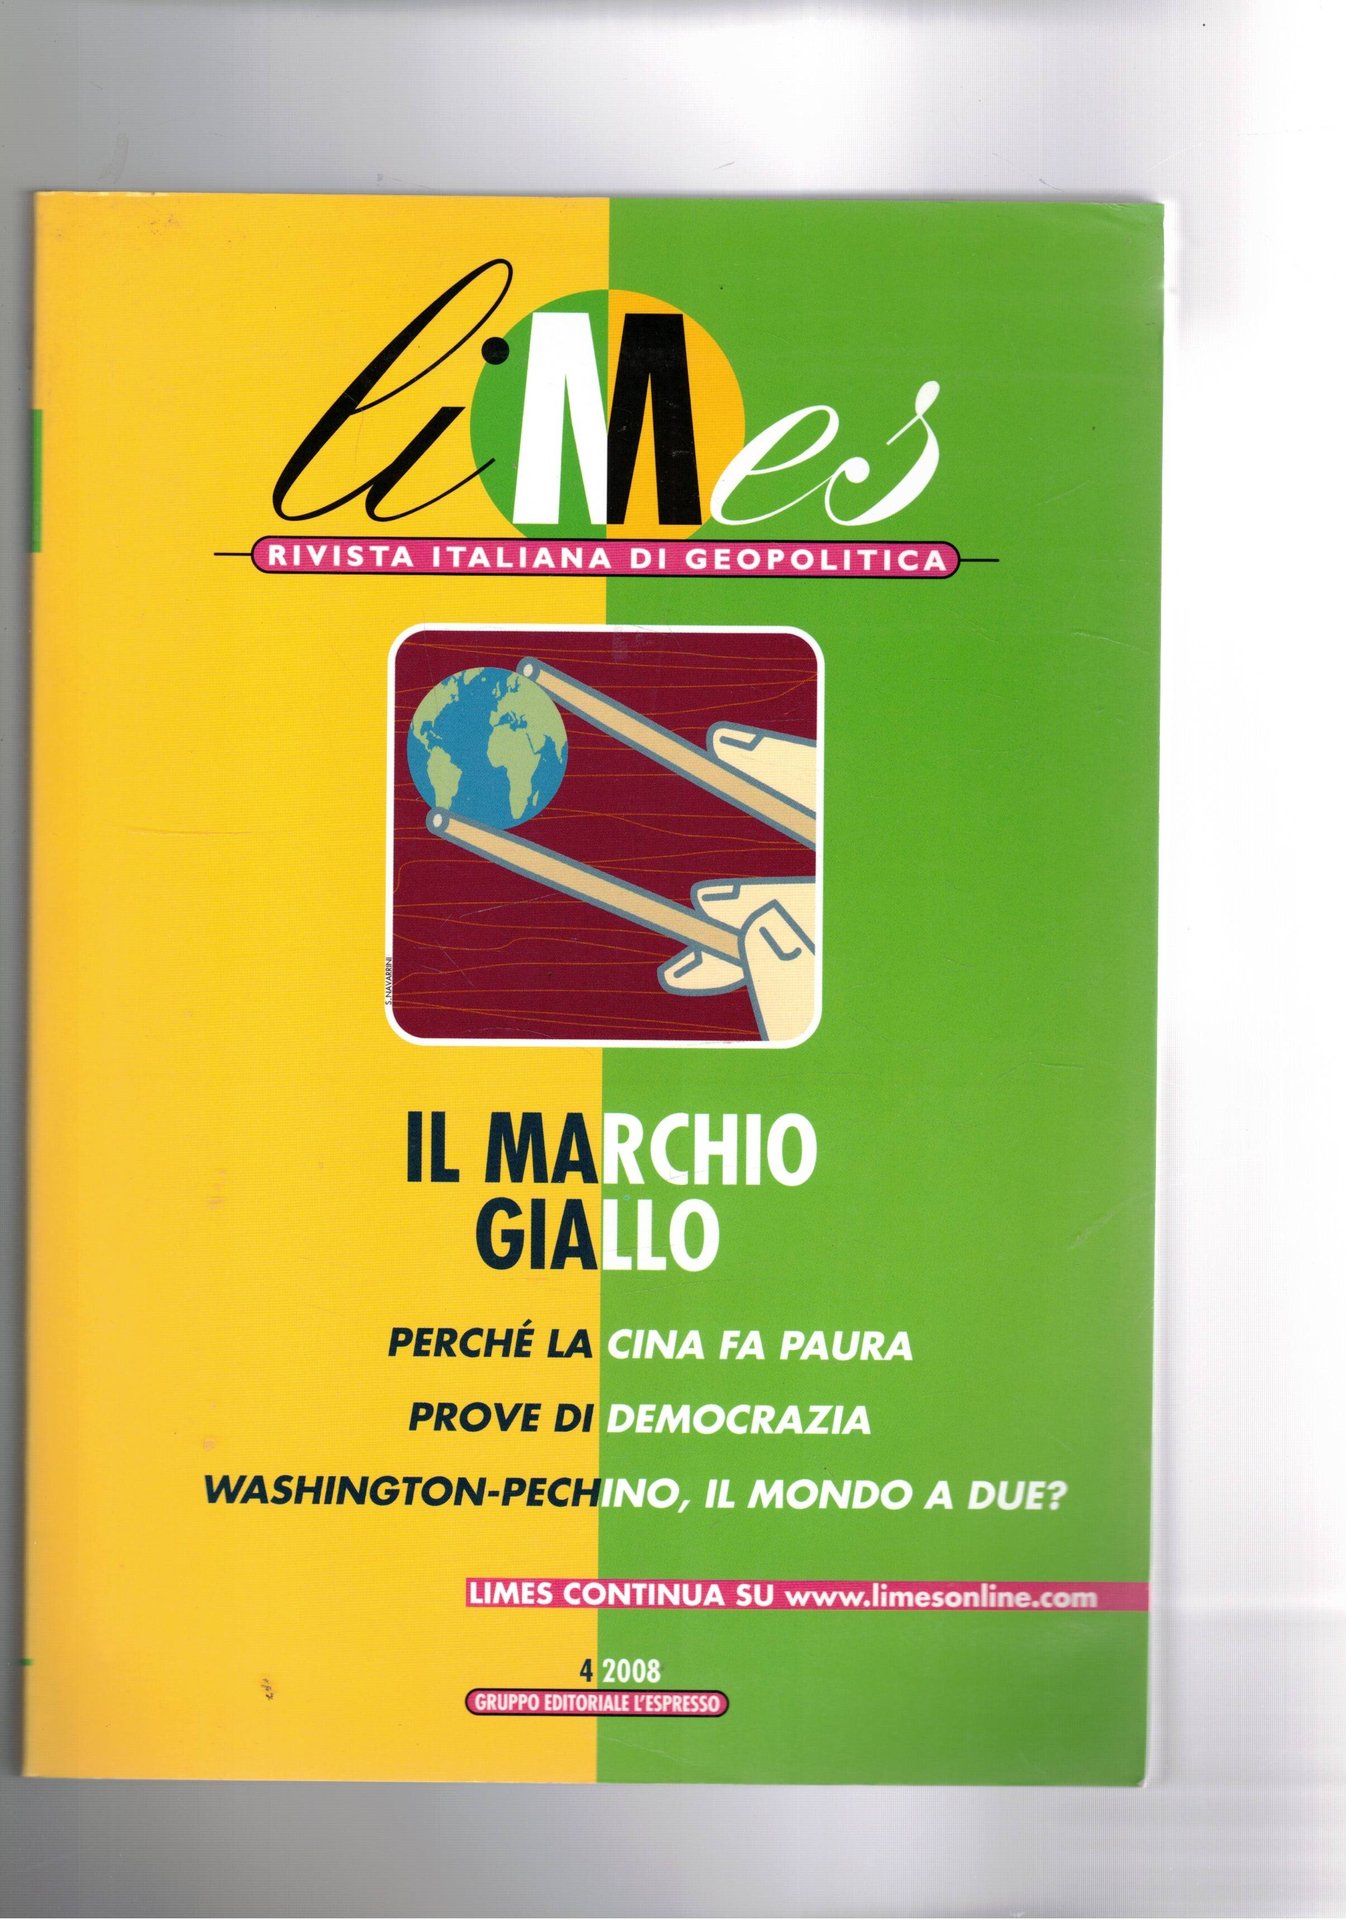 liMes
RIVISTA ITALIANA DI GEOPOLITICA
S. NAVARRINI
IL MARCHIO
GIALLO
PERCHÉ LA CINA FA PAURA
PROVE DI DEMOCRAZIA
WASHINGTON-PECHINO, IL MONDO A DUE?
LIMES CONTINUA SU www.limesonline.com
4 2008
GRUPPO EDITORIALE L'ESPRESSO